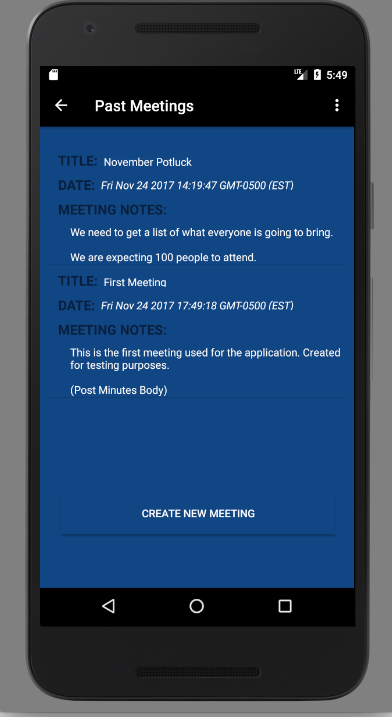 LTE 5:49
Past Meetings
TITLE: November Potluck
DATE: Fri Nov 24 2017 14:19:47 GMT-0500 (EST)
MEETING NOTES:
We need to get a list of what everyone is going to bring.
We are expecting 100 people to attend.
TITLE: First Meeting
DATE: Fri Nov 24 2017 17:49:18 GMT-0500 (EST)
MEETING NOTES:
This is the first meeting used for the application. Created
for testing purposes.
(Post Minutes Body)
CREATE NEW MEETING